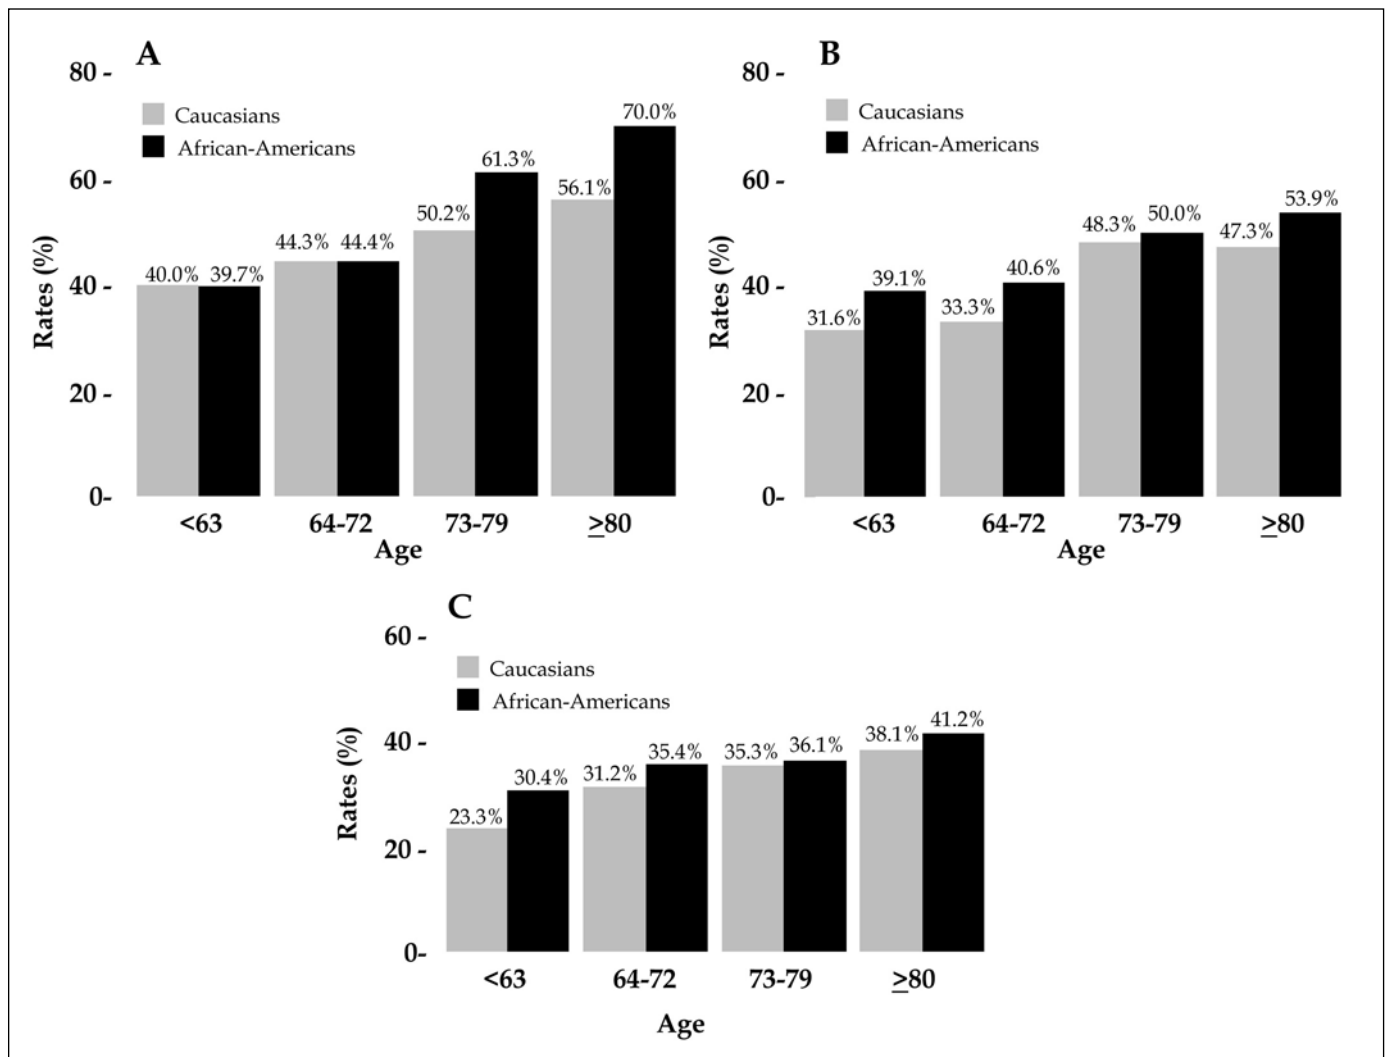 A
80 -
Caucasians
African-Americans
60 -
40 -
20 -
0-
Rates (%)
40.0% 39.7%
44.3% 44.4%
50.2% 61.3%
56.1% 70.0%
<63 64-72 73-79 ≥80
Age
B
80 -
Caucasians
African-Americans
60 -
40 -
20 -
0-
Rates (%)
31.6% 39.1%
33.3% 40.6%
48.3% 50.0%
47.3% 53.9%
<63 64-72 73-79 ≥80
Age
C
60 -
Caucasians
African-Americans
40 -
20 -
0-
Rates (%)
23.3% 30.4%
31.2% 35.4%
35.3% 36.1%
38.1% 41.2%
<63 64-72 73-79 ≥80
Age